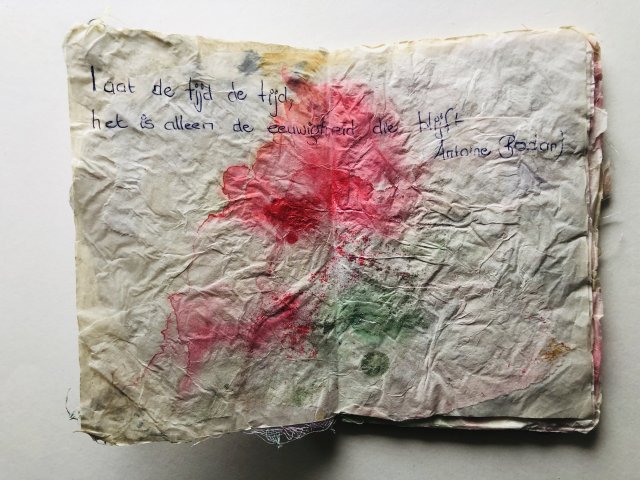 Laat de tijd de tijd,
het is alleen de eeuwigheid die blijft
Antoine Bodar